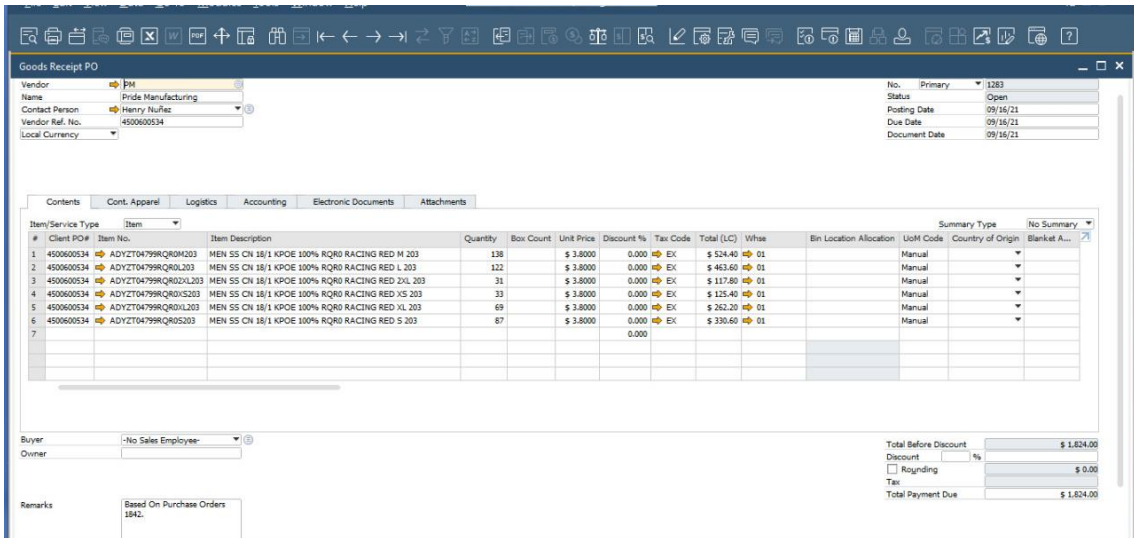 Goods Receipt PO
Vendor PM No. Primary 1283
Name Pride Manufacturing Status Open
Contact Person Henry Nuñez Posting Date 09/16/21
Vendor Ref. No. 4500600534 Due Date 09/16/21
Local Currency Document Date 09/16/21
Contents Cont. Apparel Logistics Accounting Electronic Documents Attachments
Item/Service Type Item Summary Type No Summary
# Client PO# Item No. Item Description Quantity Box Count Unit Price Discount % Tax Code Total (LC) Whse Bin Location Allocation UoM Code Country of Origin Blanket A...
1 4500600534 ADYZT04799RQR0M203 MEN SS CN 18/1 KPOE 100% RQR0 RACING RED M 203 138 $ 3.8000 0.000 EX $ 524.40 01 Manual
2 4500600534 ADYZT04799RQR0L203 MEN SS CN 18/1 KPOE 100% RQR0 RACING RED L 203 122 $ 3.8000 0.000 EX $ 463.60 01 Manual
3 4500600534 ADYZT04799RQR02XL203 MEN SS CN 18/1 KPOE 100% RQR0 RACING RED 2XL 203 31 $ 3.8000 0.000 EX $ 117.80 01 Manual
4 4500600534 ADYZT04799RQR0XS203 MEN SS CN 18/1 KPOE 100% RQR0 RACING RED XS 203 33 $ 3.8000 0.000 EX $ 125.40 01 Manual
5 4500600534 ADYZT04799RQR0XL203 MEN SS CN 18/1 KPOE 100% RQR0 RACING RED XL 203 69 $ 3.8000 0.000 EX $ 262.20 01 Manual
6 4500600534 ADYZT04799RQR0S203 MEN SS CN 18/1 KPOE 100% RQR0 RACING RED S 203 87 $ 3.8000 0.000 EX $ 330.60 01 Manual
7 0.000
Buyer -No Sales Employee- Total Before Discount $ 1,824.00
Owner Discount %
Rounding $ 0.00
Tax
Remarks Based On Purchase Orders Total Payment Due $ 1,824.00
1842.